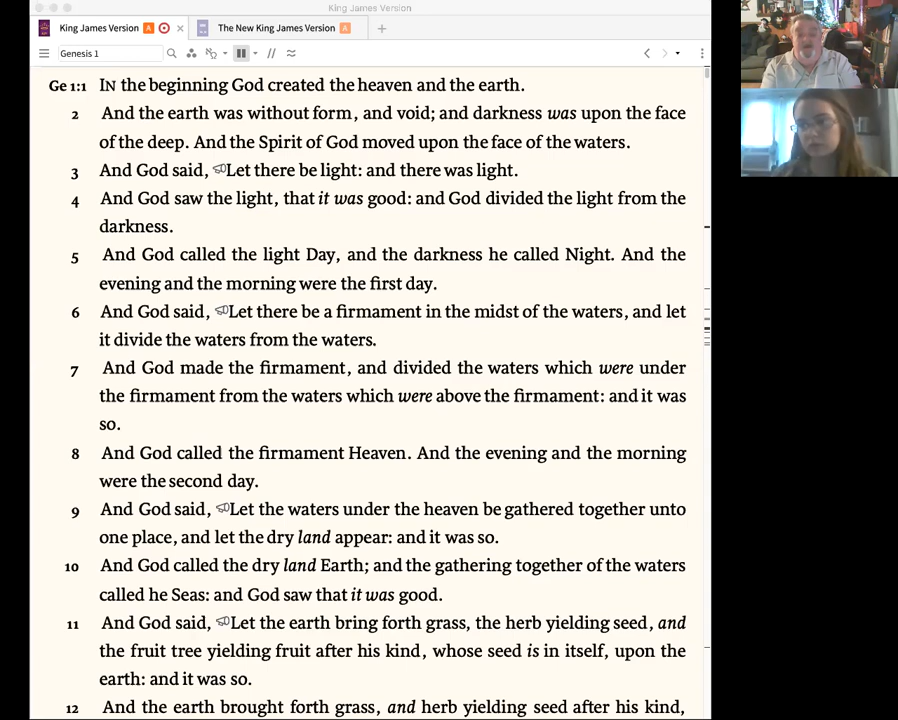 King James Version
King James Version A
The New King James Version A
Genesis 1
Ge 1:1 IN the beginning God created the heaven and the earth.
2 And the earth was without form, and void; and darkness was upon the face
of the deep. And the Spirit of God moved upon the face of the waters.
3 And God said, Let there be light: and there was light.
4 And God saw the light, that it was good: and God divided the light from the
darkness.
5 And God called the light Day, and the darkness he called Night. And the
evening and the morning were the first day.
6 And God said, Let there be a firmament in the midst of the waters, and let
it divide the waters from the waters.
7 And God made the firmament, and divided the waters which were under
the firmament from the waters which were above the firmament: and it was
so.
8 And God called the firmament Heaven. And the evening and the morning
were the second day.
9 And God said, Let the waters under the heaven be gathered together unto
one place, and let the dry land appear: and it was so.
10 And God called the dry land Earth; and the gathering together of the waters
called he Seas: and God saw that it was good.
11 And God said, Let the earth bring forth grass, the herb yielding seed, and
the fruit tree yielding fruit after his kind, whose seed is in itself, upon the
earth: and it was so.
12 And the earth brought forth grass, and herb yielding seed after his kind,